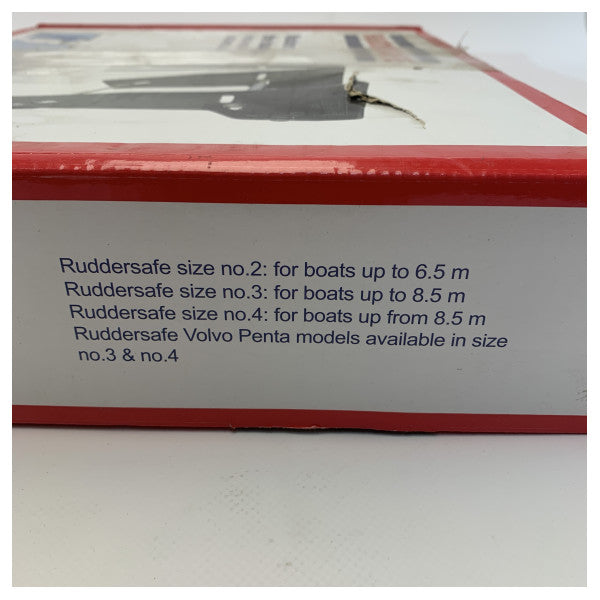 Ruddersafe size no.2: for boats up to 6.5 m
Ruddersafe size no.3: for boats up to 8.5 m
Ruddersafe size no.4: for boats up from 8.5 m
Ruddersafe Volvo Penta models available in size
no.3 & no.4